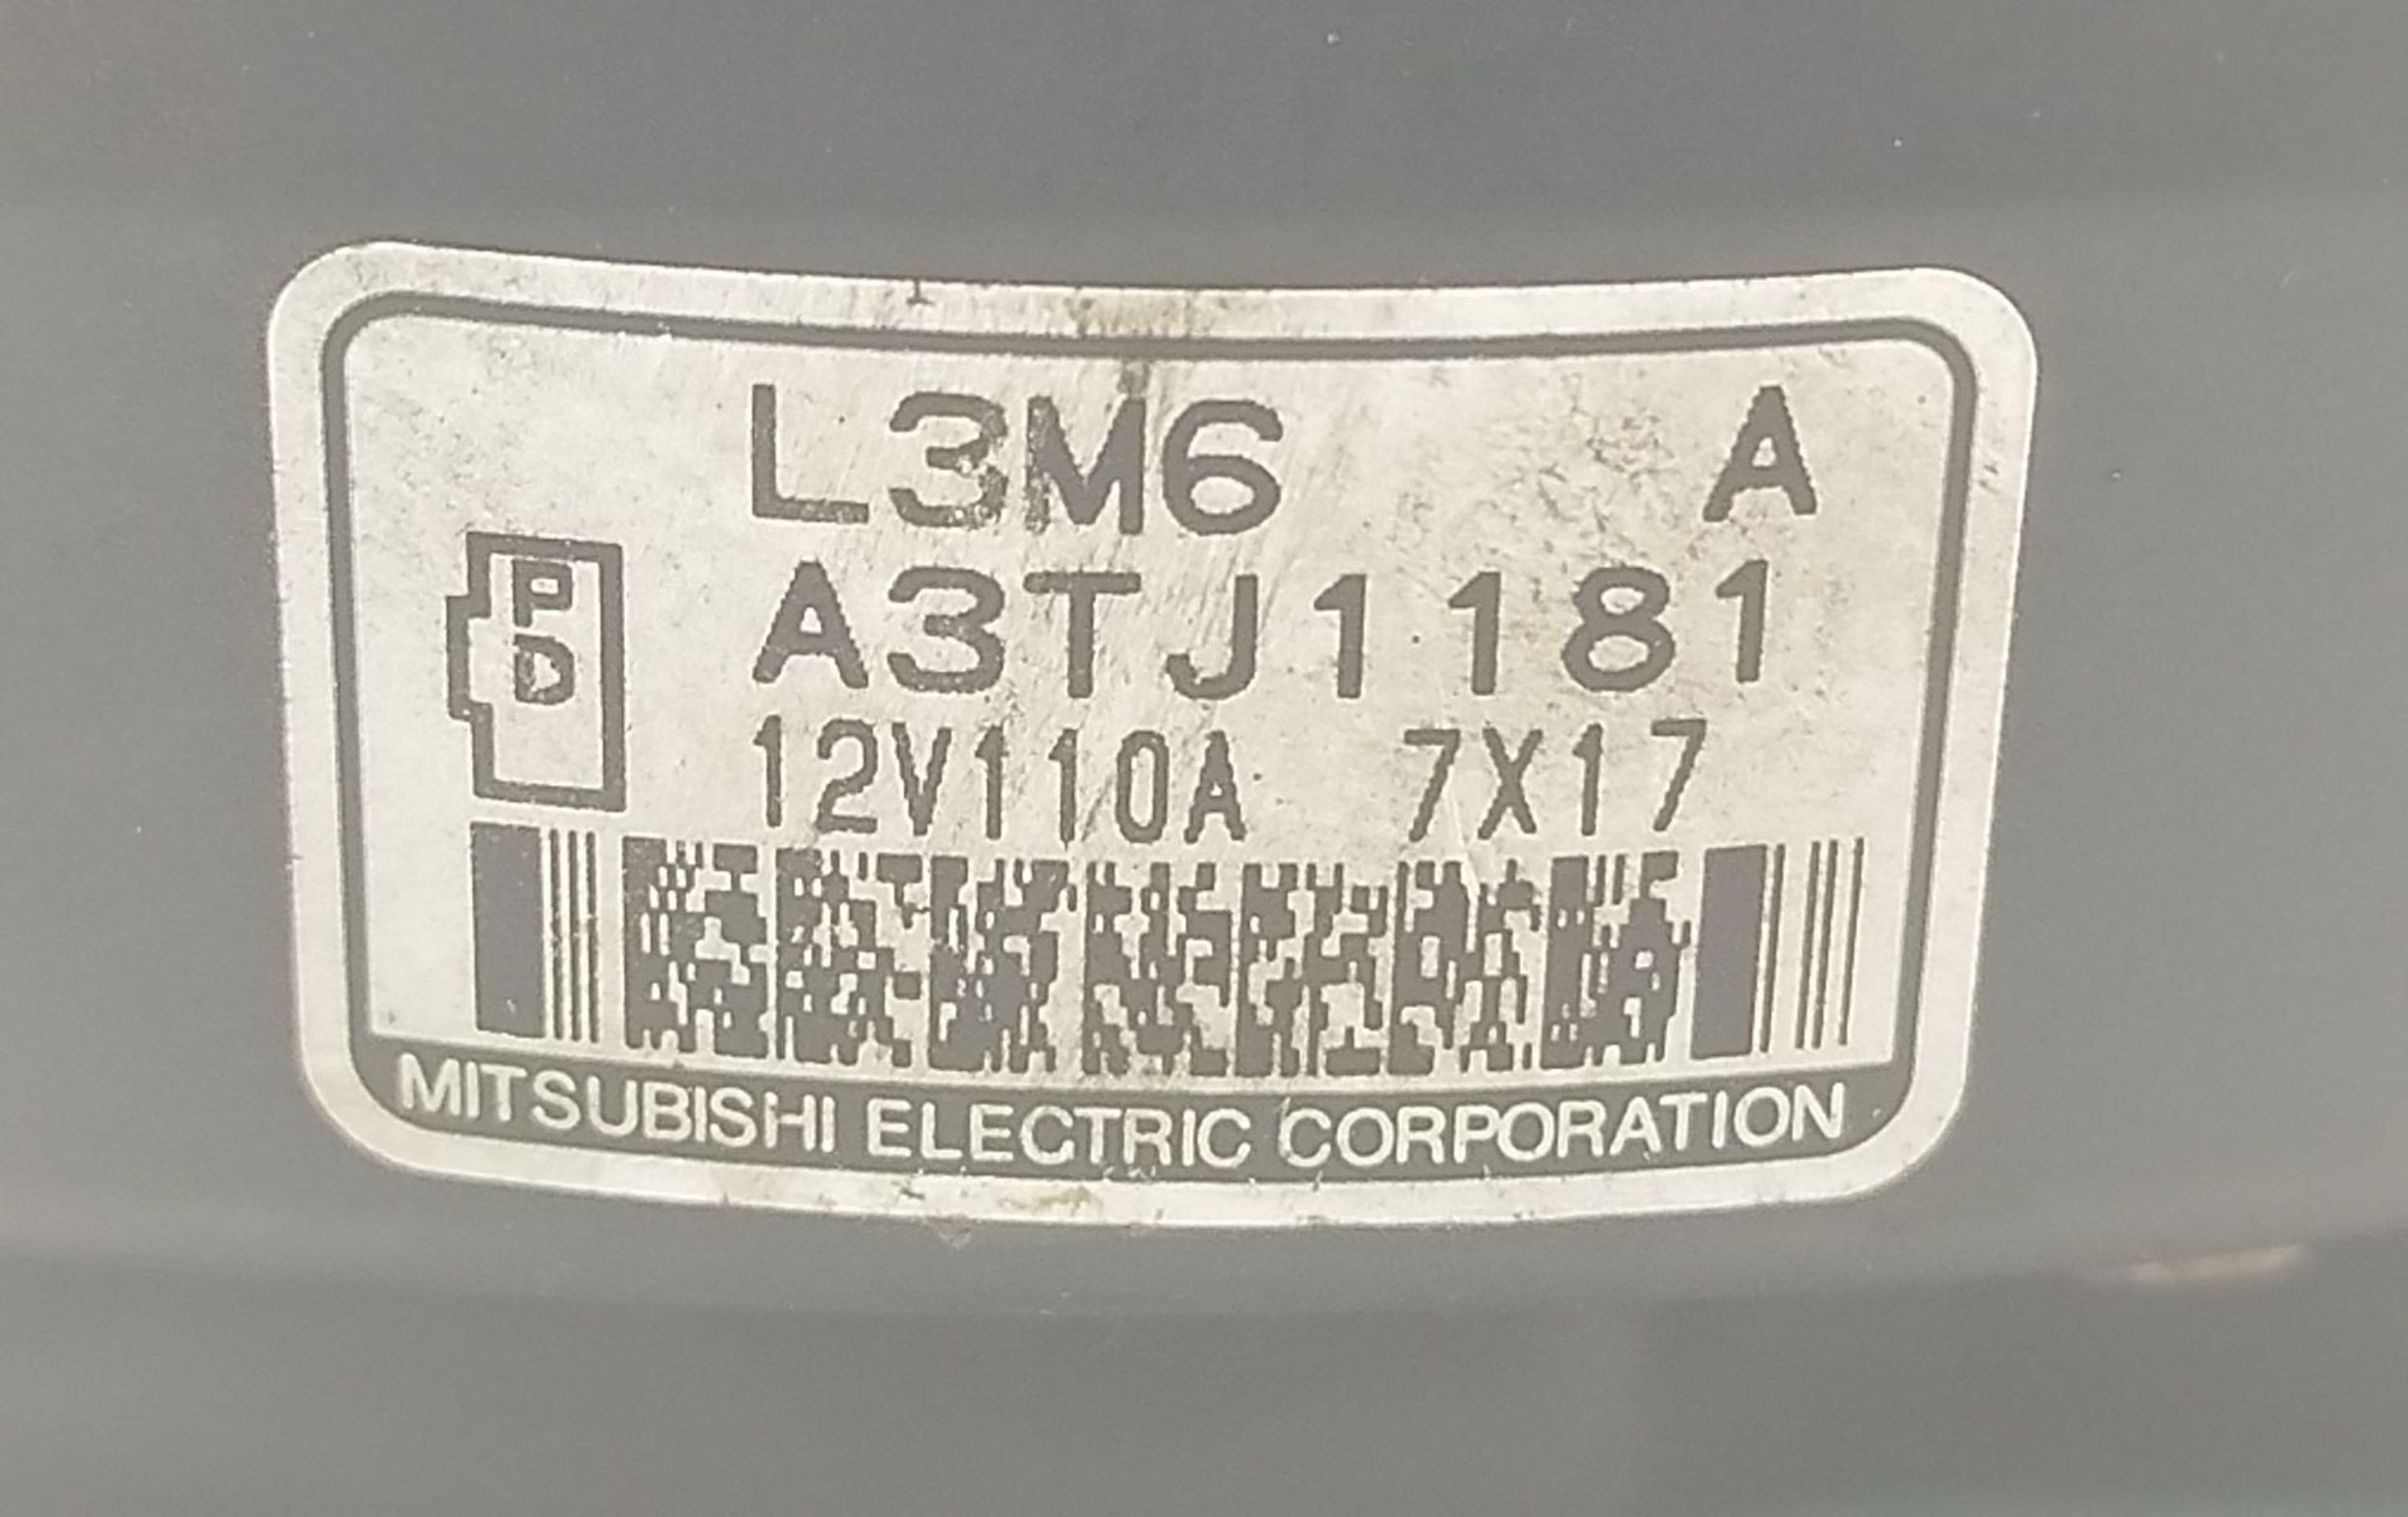 L3M6 A
P
D
A3TJ1181
12V110A 7X17
MITSUBISHI ELECTRIC CORPORATION